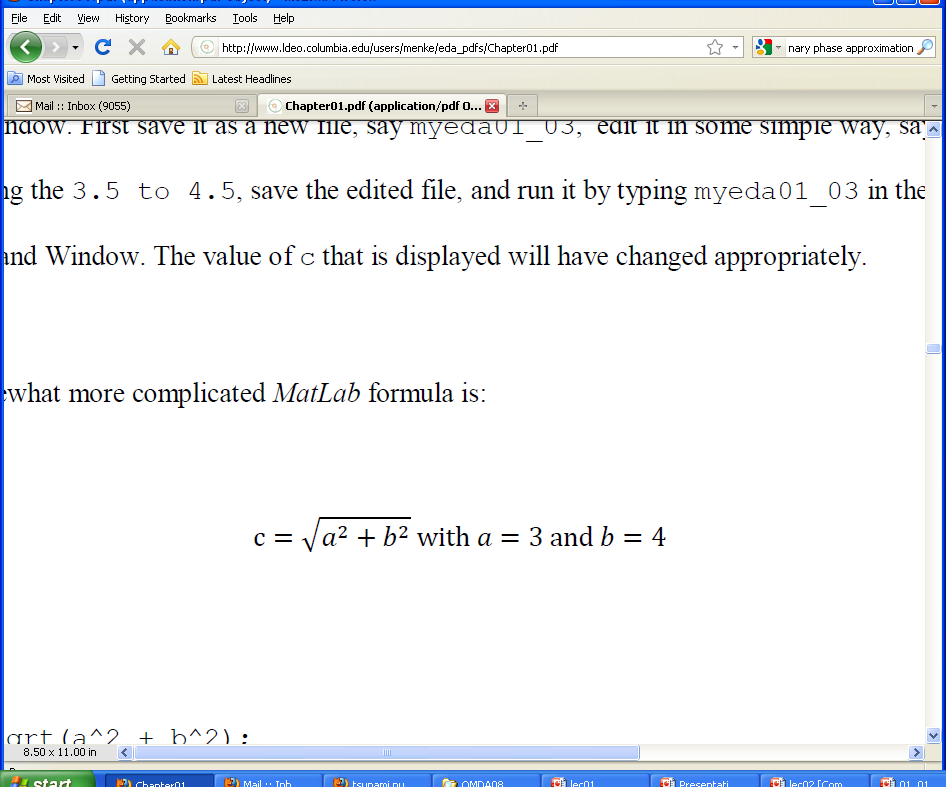 File Edit View History Bookmarks Tools Help
http://www.ldeo.columbia.edu/users/menke/eda_pdfs/Chapter01.pdf nary phase approximation
Most Visited Getting Started Latest Headlines
Mail :: Inbox (9055) Chapter01.pdf (application/pdf O...
ndow. First save it as a new file, say myeda01_03, edit it in some simple way, say
ng the 3.5 to 4.5, save the edited file, and run it by typing myeda01_03 in the
and Window. The value of c that is displayed will have changed appropriately.
ewhat more complicated MatLab formula is:
c = √a² + b² with a = 3 and b = 4
qrt(a^2 + b^2);
8.50 x 11.00 in
start Chapter01 Mail :: Inb tsunami OMDA08 lec01 Presentati lec02 [Com 01_01